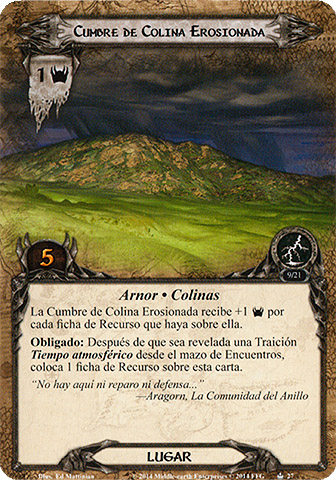 Cumbre de Colina Erosionada
1
5
9/21
Arnor • Colinas
La Cumbre de Colina Erosionada recibe +1 por
cada ficha de Recurso que haya sobre ella.
Obligado: Después de que sea revelada una Traición
Tiempo atmosférico desde el mazo de Encuentros,
coloca 1 ficha de Recurso sobre esta carta.
“No hay aquí ni reparo ni defensa...”
—Aragorn, La Comunidad del Anillo
LUGAR
Ilus. Ed Mattinian ©2014 Middle-earth Enterprises ©2014 FFG 27